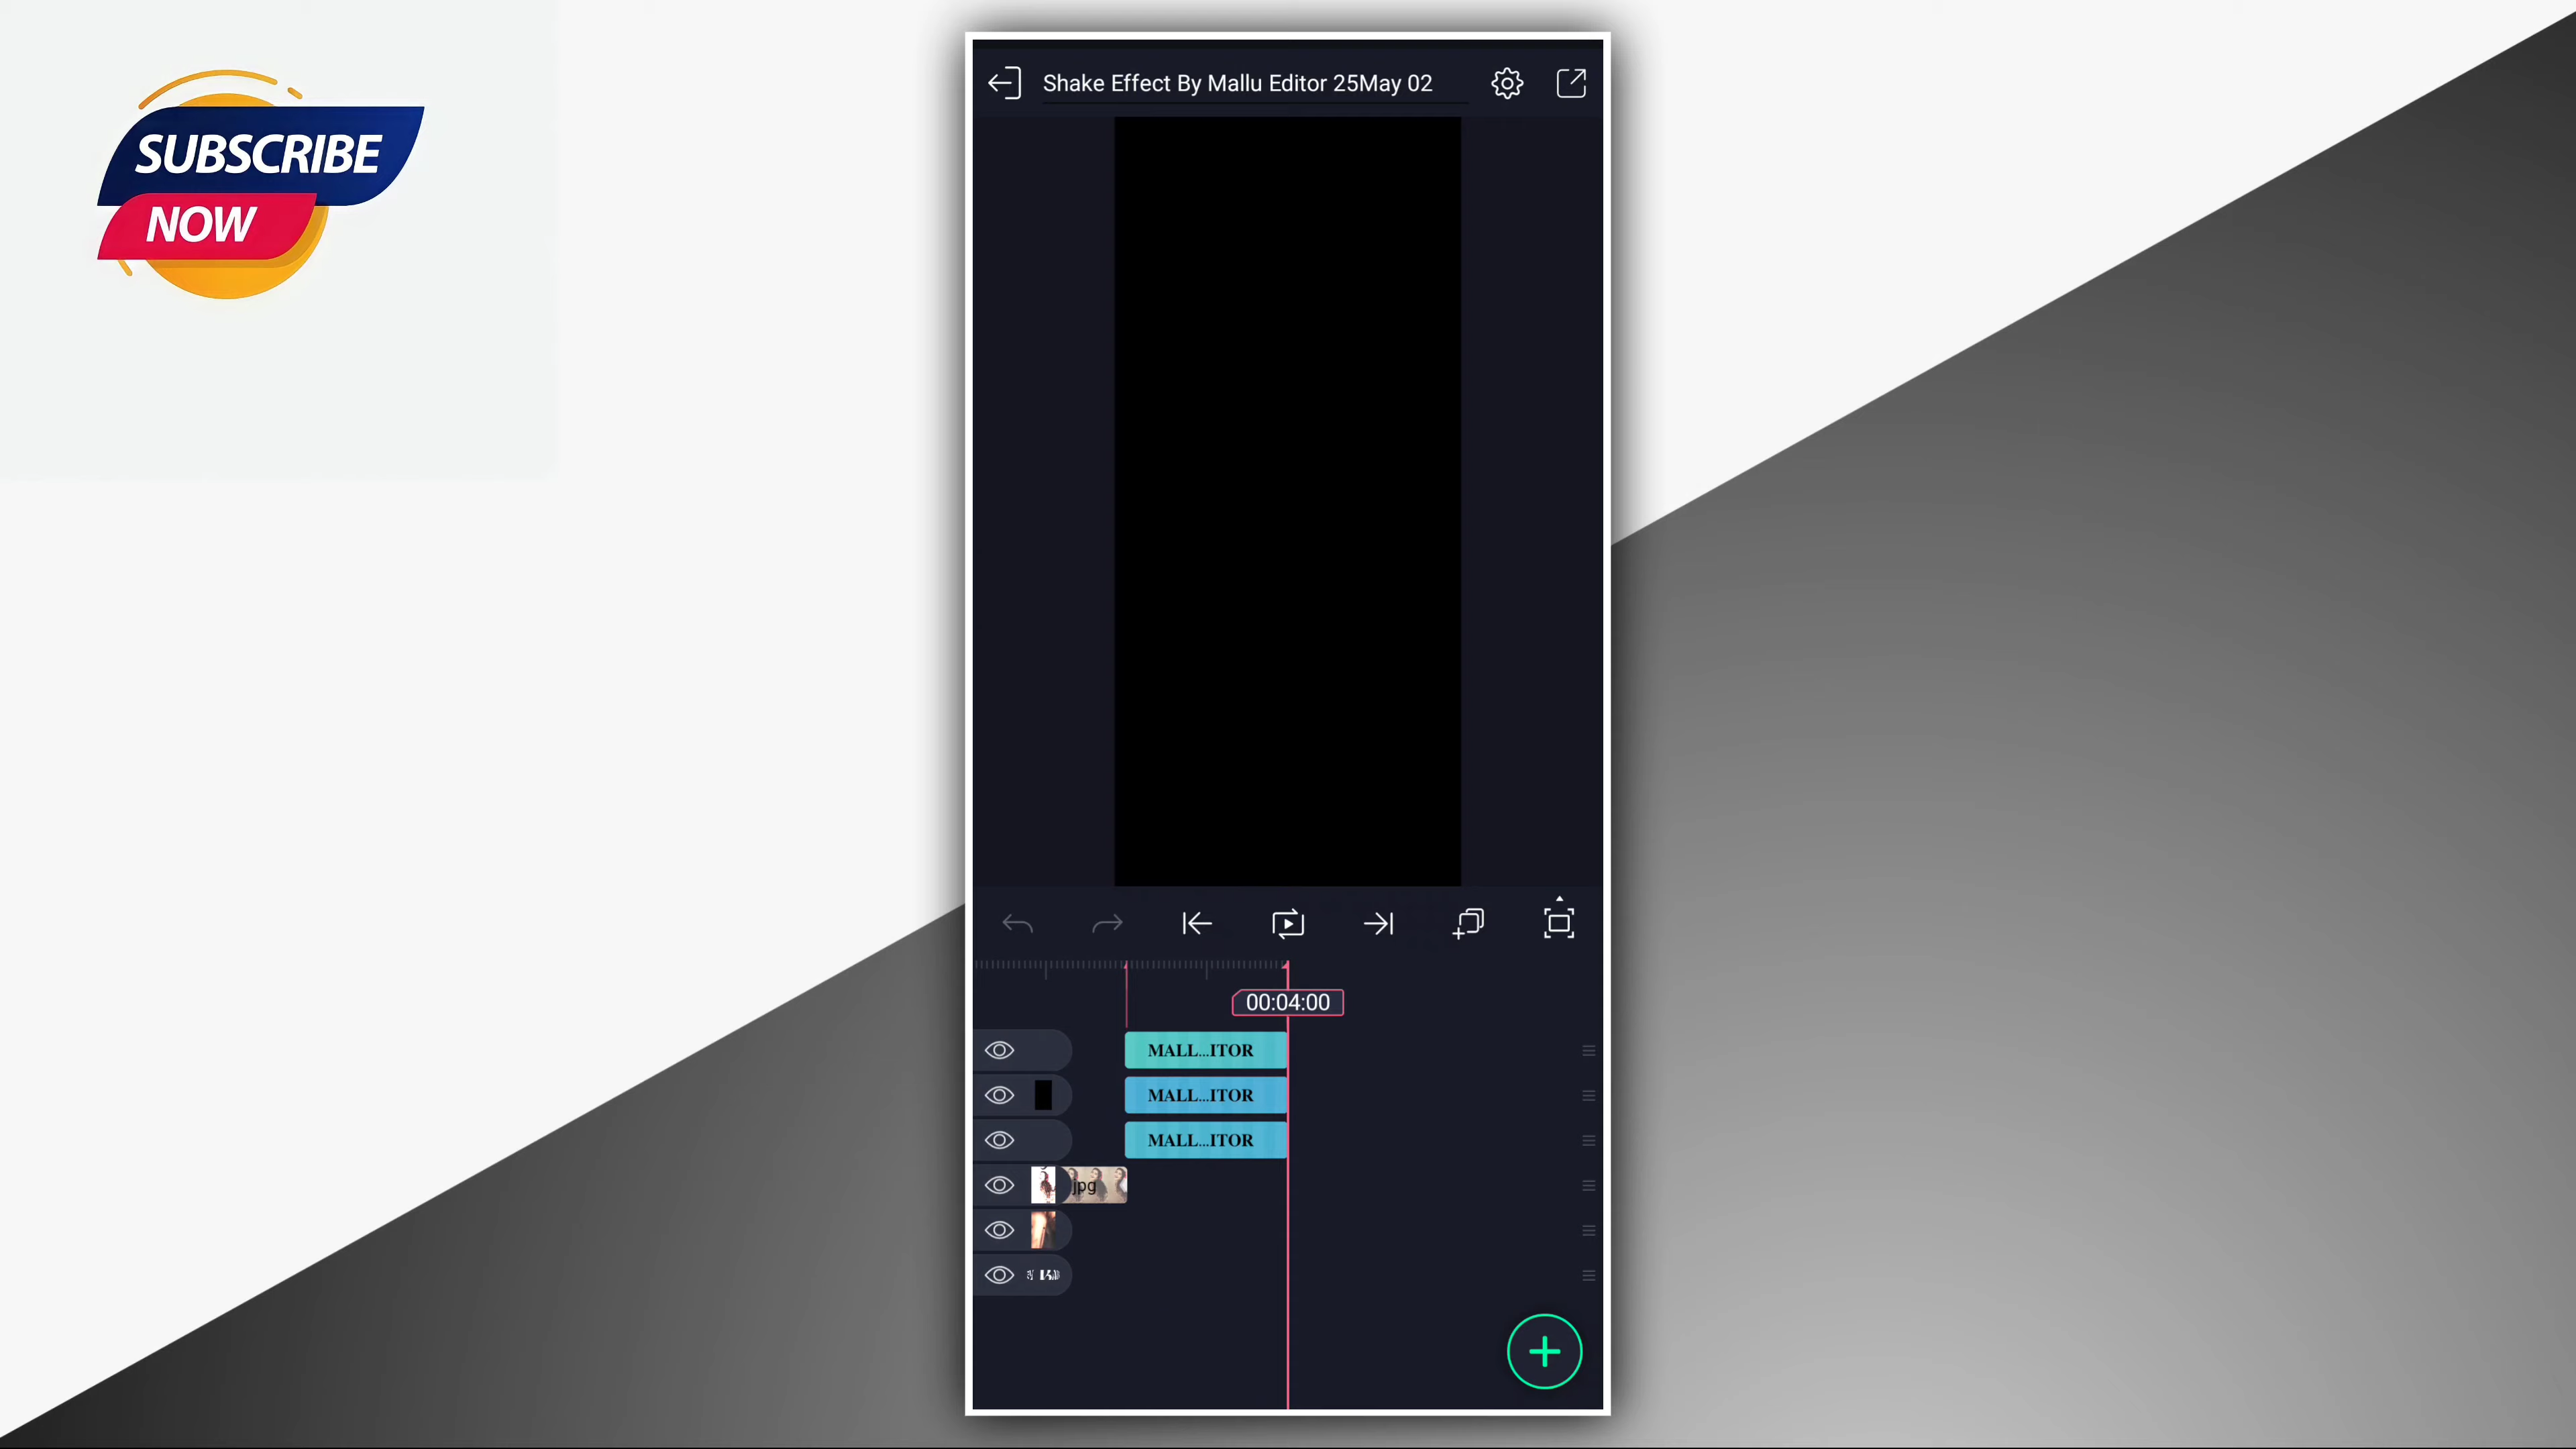 SUBSCRIBE
NOW
Shake Effect By Mallu Editor 25May 02
00:04:00
MALL...ITOR
MALL...ITOR
MALL...ITOR
jpg